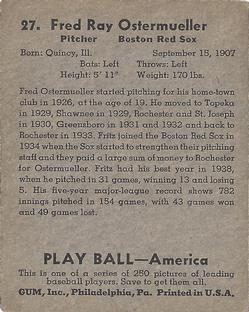 27. Fred Ray Ostermueller
Pitcher Boston Red Sox
Born: Quincy, Ill. September 15, 1907
Bats: Left Throws: Left
Height: 5' 11" Weight: 170 lbs.
Fred Ostermueller started pitching for his home-town
club in 1926, at the age of 19. He moved to Topeka
in 1929, Shawnee in 1929, Rochester and St. Joseph
in 1930, Greensboro in 1931 and 1932 and back to
Rochester in 1933. Fritz joined the Boston Red Sox in
1934 when the Sox started to strengthen their pitching
staff and they paid a large sum of money to Rochester
for Ostermueller. Fritz had his best year in 1938,
when he pitched in 31 games, winning 13 and losing
5. His five-year major-league record shows 782
innings pitched in 154 games, with 43 games won
and 49 games lost.
PLAY BALL—America
This is one of a series of 250 pictures of leading
baseball players. Save to get them all.
GUM, Inc., Philadelphia, Pa. Printed in U.S.A.